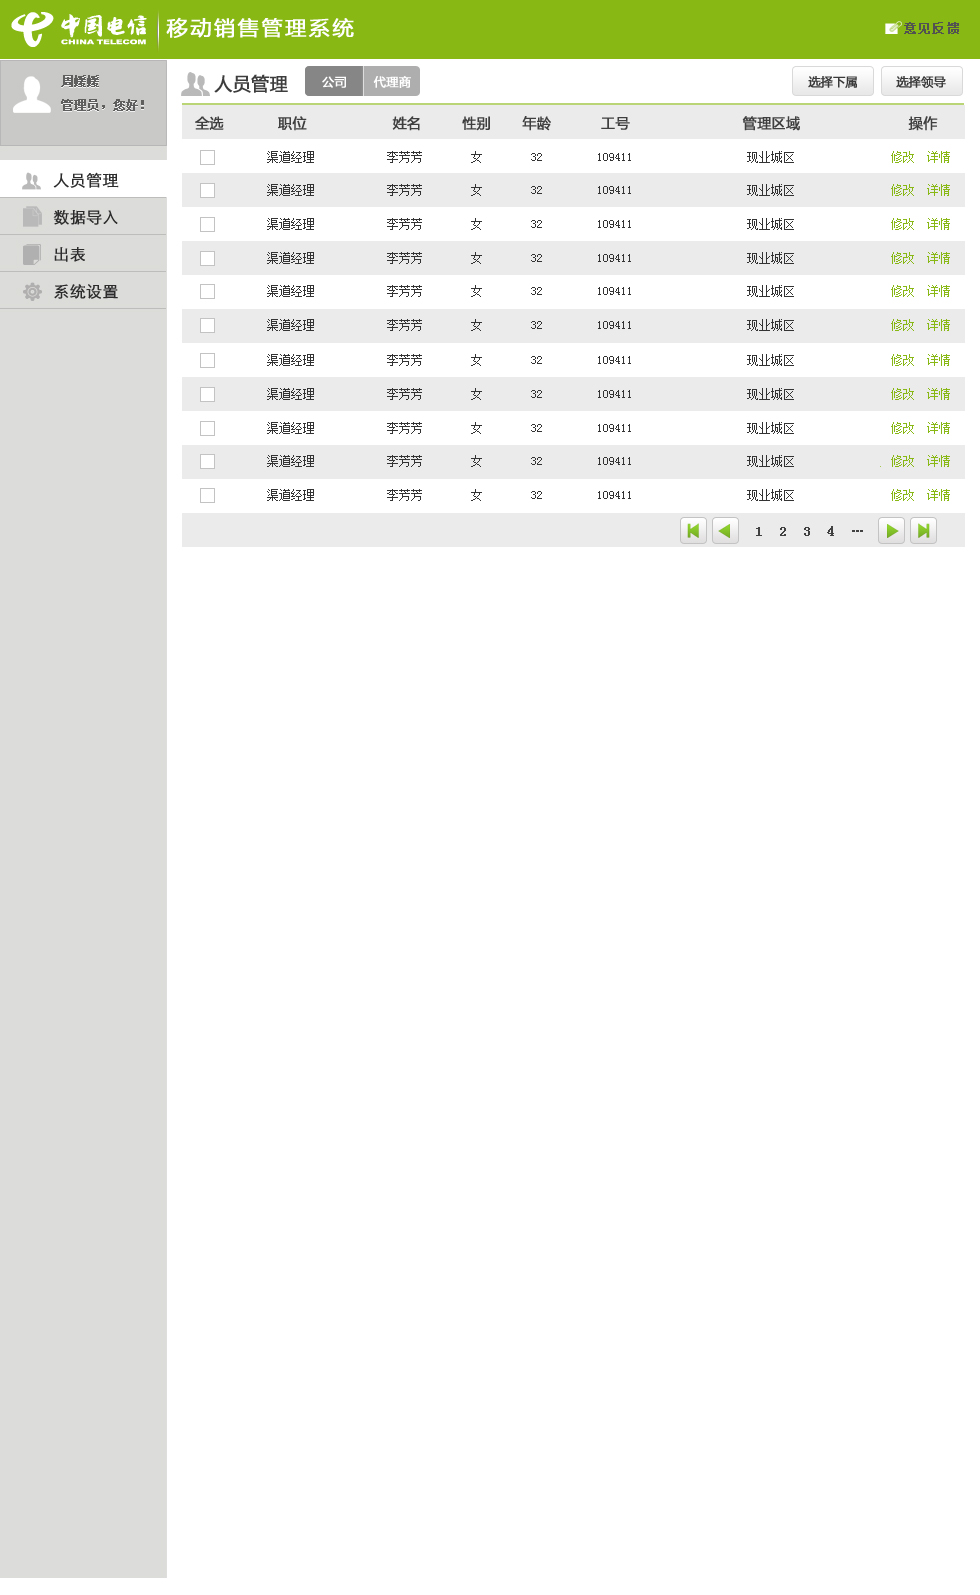 中国电信
CHINA TELECOM
移动销售管理系统
意见反馈
周媛媛
管理员，您好！
人员管理
数据导入
出表
系统设置
人员管理 公司 代理商 选择下属 选择领导
全选 职位 姓名 性别 年龄 工号 管理区域 操作
渠道经理 李芳芳 女 32 109411 现业城区 修改 详情
渠道经理 李芳芳 女 32 109411 现业城区 修改 详情
渠道经理 李芳芳 女 32 109411 现业城区 修改 详情
渠道经理 李芳芳 女 32 109411 现业城区 修改 详情
渠道经理 李芳芳 女 32 109411 现业城区 修改 详情
渠道经理 李芳芳 女 32 109411 现业城区 修改 详情
渠道经理 李芳芳 女 32 109411 现业城区 修改 详情
渠道经理 李芳芳 女 32 109411 现业城区 修改 详情
渠道经理 李芳芳 女 32 109411 现业城区 修改 详情
渠道经理 李芳芳 女 32 109411 现业城区 修改 详情
渠道经理 李芳芳 女 32 109411 现业城区 修改 详情
1 2 3 4 ···